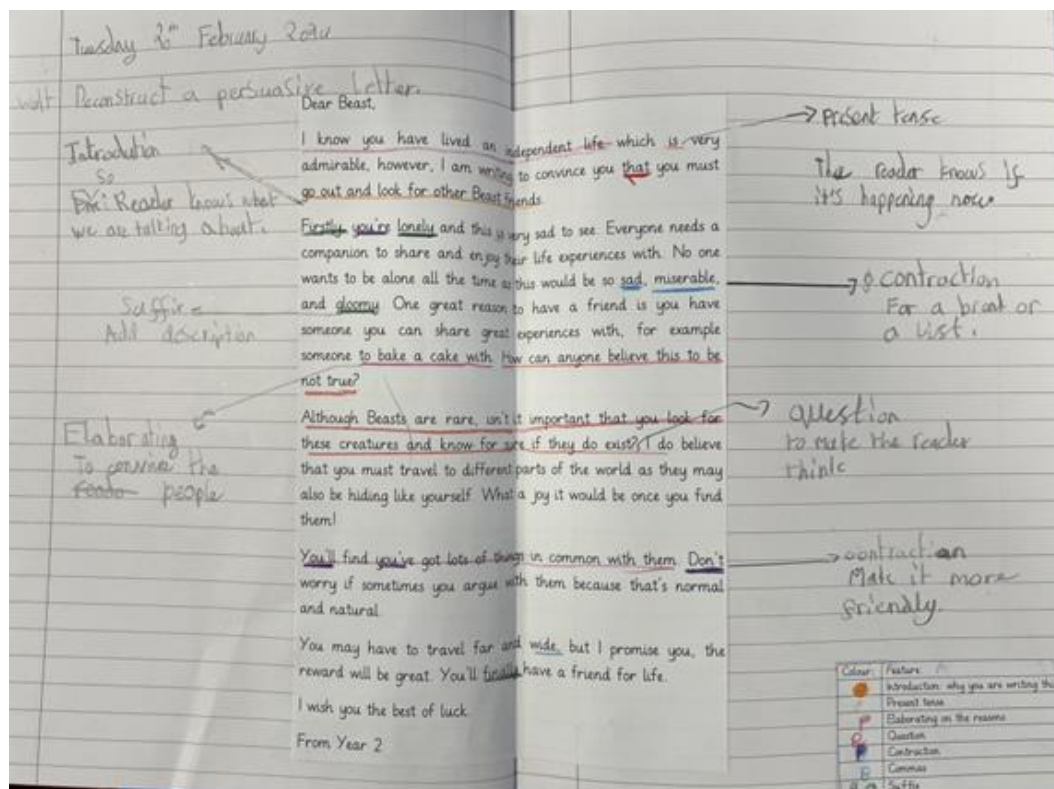 Tuesday 20th February 2024
walt Deconstruct a persuasive letter.
Introdution
so
Reader knows what
we are talking about.
Suffix =
Add description
Elaborating
To convince the
people
Dear Beast,
I know you have lived an independent life which is very
admirable, however, I am writing to convince you that you must
go out and look for other Beast friends.
Firstly you're lonely and this is very sad to see. Everyone needs a
companion to share and enjoy their life experiences with. No one
wants to be alone all the time as this would be so sad, miserable,
and gloomy. One great reason to have a friend is you have
someone you can share great experiences with, for example
someone to bake a cake with. How can anyone believe this to be
not true?
Although Beasts are rare, isn't it important that you look for
these creatures and know for sure if they do exist? I do believe
that you must travel to different parts of the world as they may
also be hiding like yourself. What a joy it would be once you find
them!
You'll find you've got lots of things in common with them. Don't
worry if sometimes you argue with them because that's normal
and natural.
You may have to travel far and wide, but I promise you, the
reward will be great. You'll finally have a friend for life.
I wish you the best of luck.
From Year 2
present tense
The reader knows if
it's happening now.
contraction
For a
a list.
question
to make the reader
think
contraction
Make it more
friendly.
Colour: Feature:
Introduction: why you are writing
Present tense
Elaborating on the reasons
Question
Contraction
Commas
Suffix